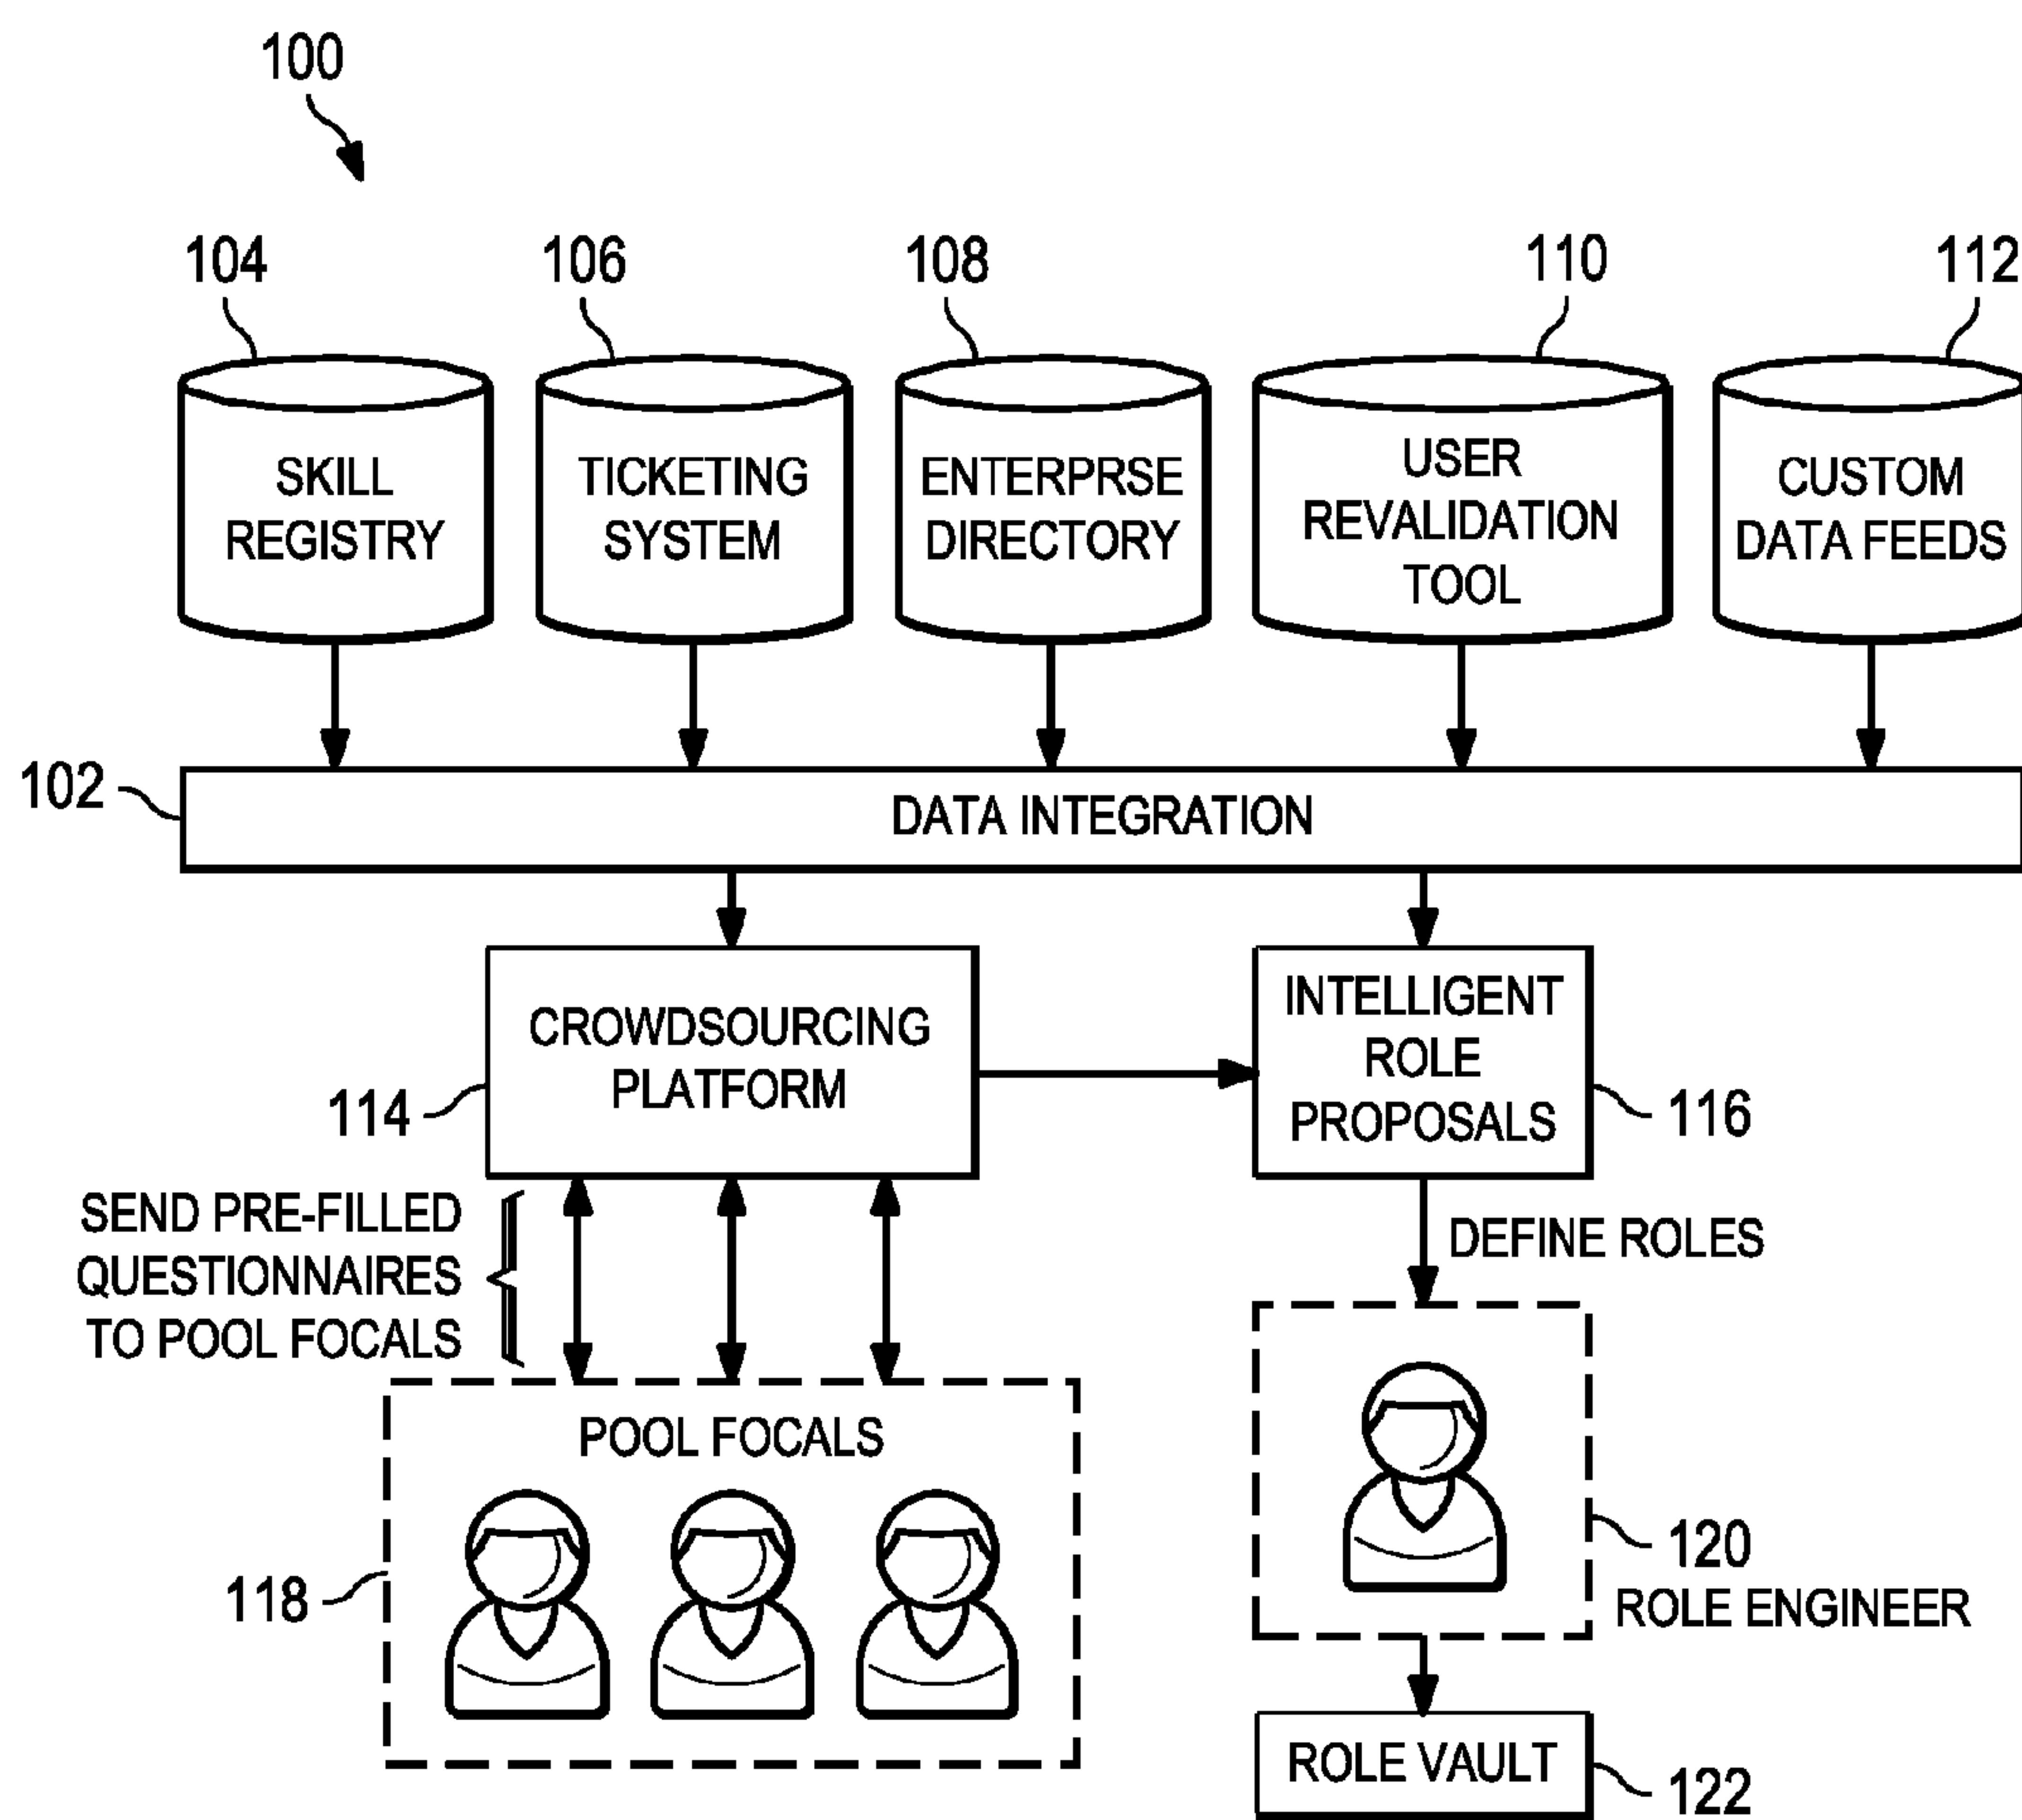 100
104
106
108
110
112
SKILL
REGISTRY
TICKETING
SYSTEM
ENTERPRSE
DIRECTORY
USER
REVALIDATION
TOOL
CUSTOM
DATA FEEDS
102
DATA INTEGRATION
CROWDSOURCING
PLATFORM
114
INTELLIGENT
ROLE
PROPOSALS
116
SEND PRE-FILLED
QUESTIONNAIRES
TO POOL FOCALS
DEFINE ROLES
POOL FOCALS
118
120
ROLE ENGINEER
ROLE VAULT
122